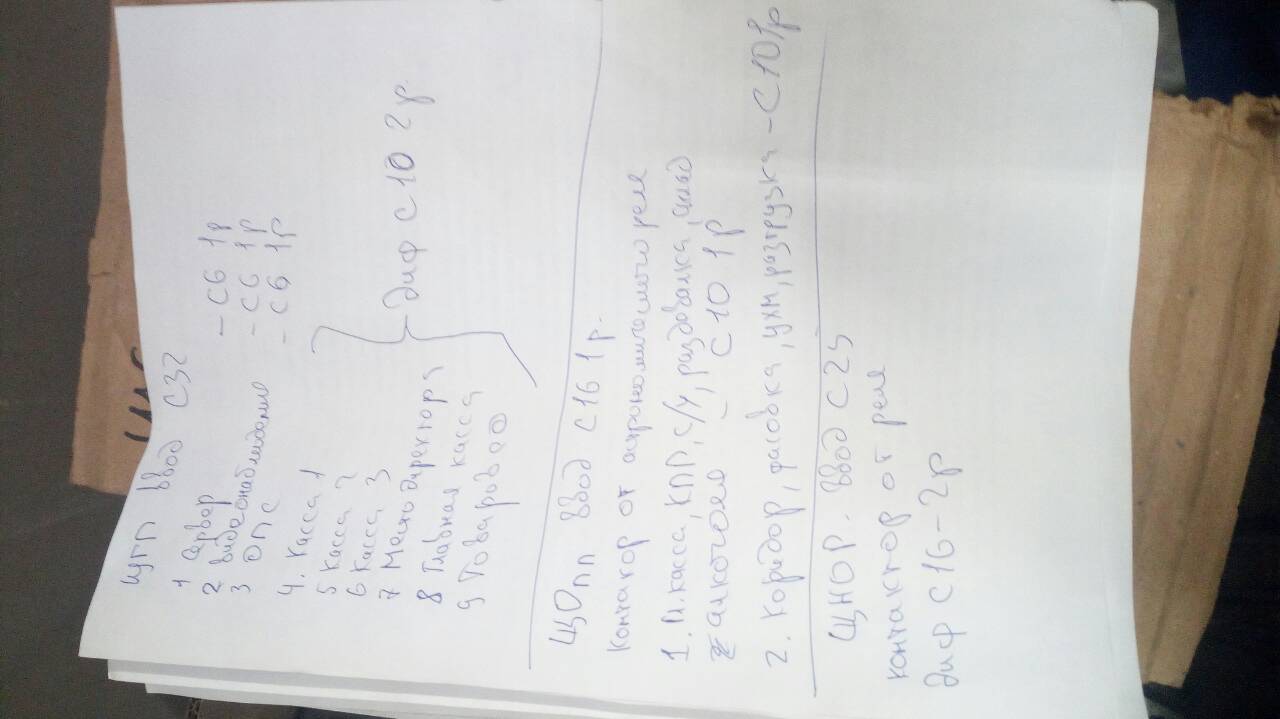 ЩГП ввод С32
1 Сервер - С6 1р
2 видеонаблюдение - С6 1р
3 ОПС - С6 1р
4. Касса 1
5 Касса 2
6 Касса 3
7 Место директора
8 Главная касса
9 Товаровед
Диф С10 2р
ЩОпп ввод С16 1р.
Контактор от астрономического реле
1. Гл. касса, КПП, с/у, раздевалка, склад
алкоголя, С10 1р
2. Коридор, фасовка, УХМ, разгрузка - С10 1р
ЩНОР. ввод С25
контактор от реле
Диф С16-2р